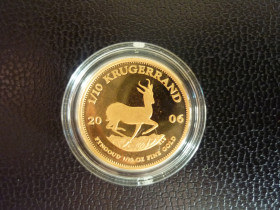 1/10 KRUGERRAND
20 06
FYNGOUD 1/10 OZ FINE GOLD